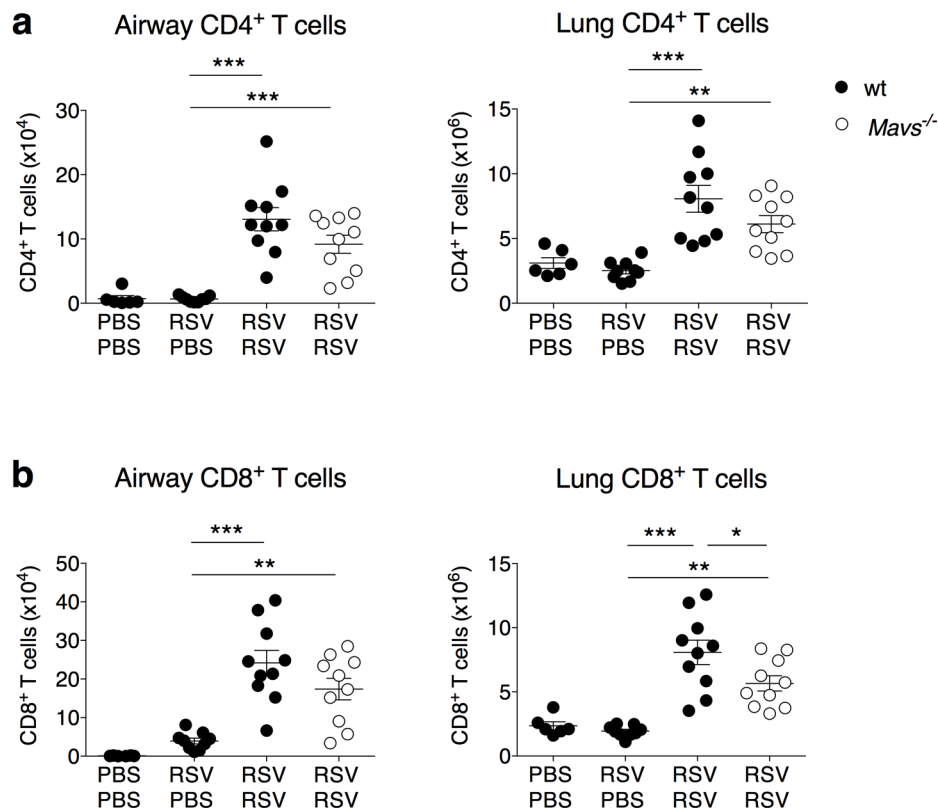 a
Airway CD4⁺ T cells
Lung CD4⁺ T cells
***
***
***
**
wt
Mavs⁻/⁻
CD4⁺ T cells (x10⁴)
30
20
10
0
PBS RSV RSV RSV
PBS PBS RSV RSV
CD4⁺ T cells (x10⁶)
15
10
5
0
PBS RSV RSV RSV
PBS PBS RSV RSV
b
Airway CD8⁺ T cells
Lung CD8⁺ T cells
***
**
*** *
**
CD8⁺ T cells (x10⁴)
50
40
30
20
10
0
PBS RSV RSV RSV
PBS PBS RSV RSV
CD8⁺ T cells (x10⁶)
15
10
5
0
PBS RSV RSV RSV
PBS PBS RSV RSV